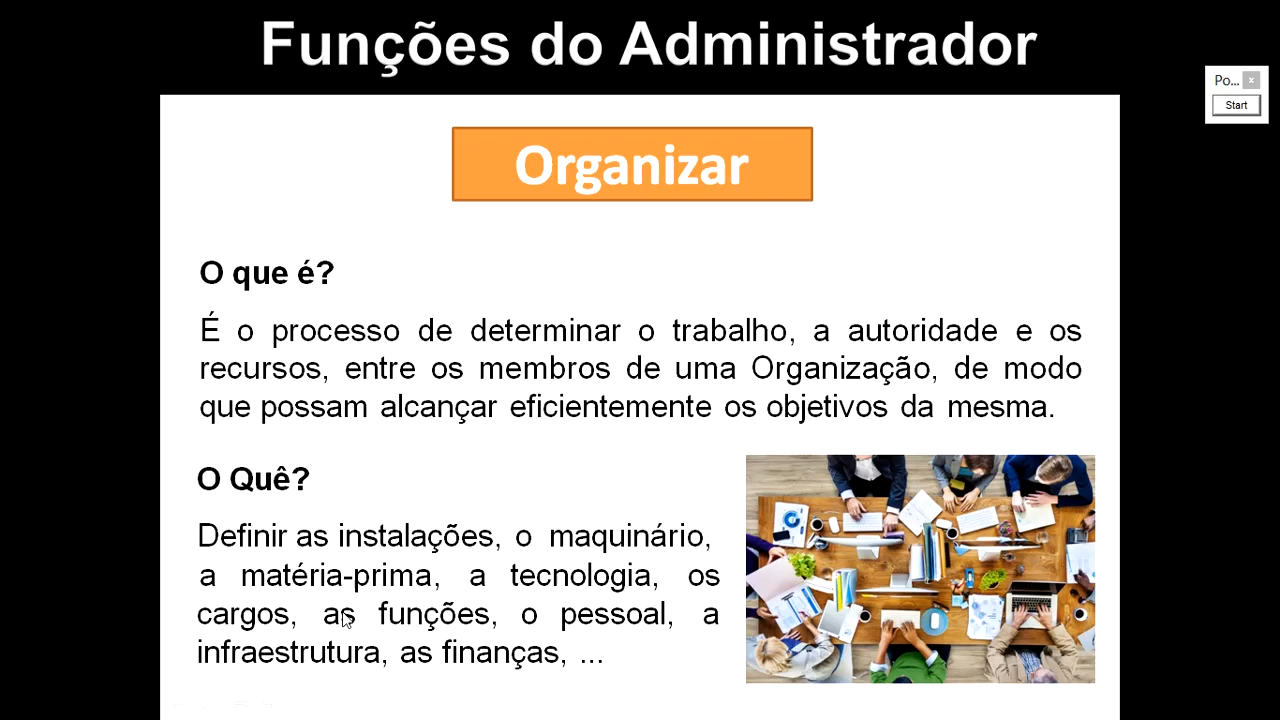 Funções do Administrador
Po...
x
Start
Organizar
O que é?
É o processo de determinar o trabalho, a autoridade e os
recursos, entre os membros de uma Organização, de modo
que possam alcançar eficientemente os objetivos da mesma.
O Quê?
Definir as instalações, o maquinário,
a matéria-prima, a tecnologia, os
cargos, as funções, o pessoal, a
infraestrutura, as finanças, ...